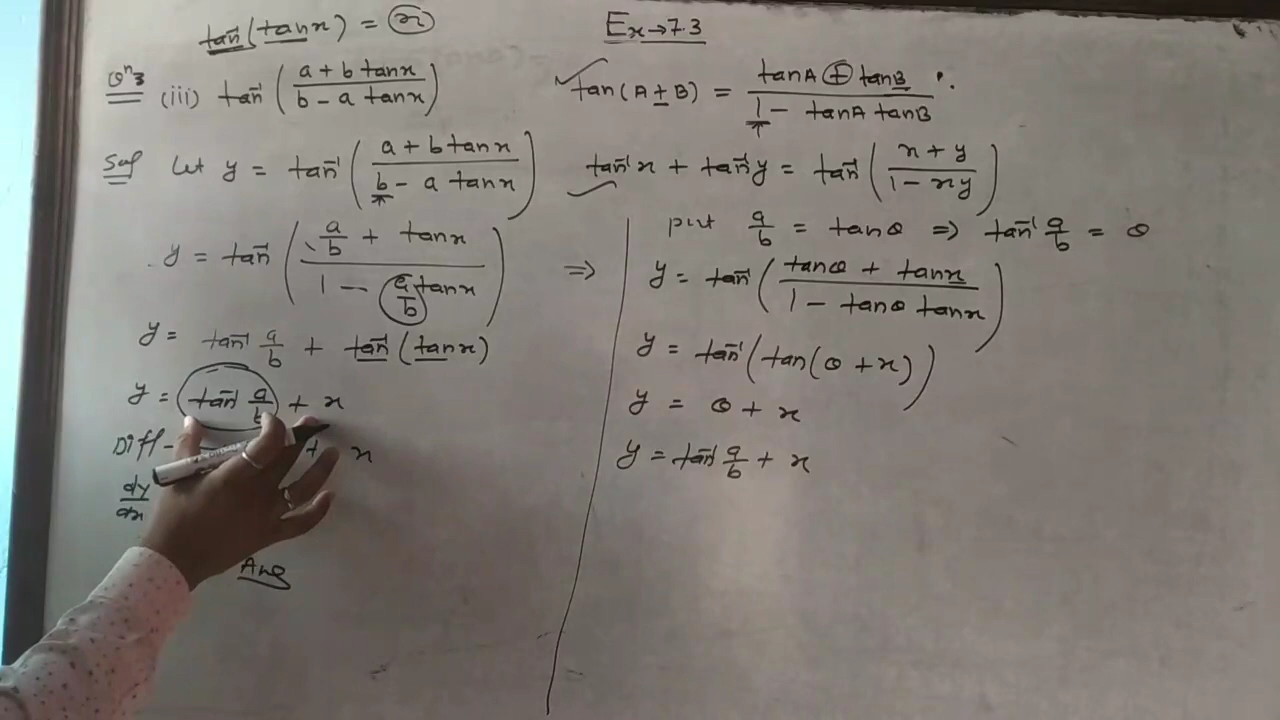 tan⁻¹(tanx) = x
Ex→7.3
Qⁿ3 (iii) tan⁻¹((a + b tanx)/(b - a tanx))
tan(A ± B) = (tanA ± tanB)/(1 - tanA tanB)
Sol Let y = tan⁻¹((a + b tanx)/(b - a tanx))
tan⁻¹x + tan⁻¹y = tan⁻¹((x + y)/(1 - xy))
y = tan⁻¹((a/b + tanx)/(1 - a/b tanx)) ⇒
y = tan⁻¹ a/b + tan⁻¹(tanx)
y = tan⁻¹ a/b + x
Diff + x
dy/dx
Ans
put a/b = tanθ ⇒ tan⁻¹ a/b = θ
y = tan⁻¹((tanθ + tanx)/(1 - tanθ tanx))
y = tan⁻¹(tan(θ + x))
y = θ + x
y = tan⁻¹ a/b + x